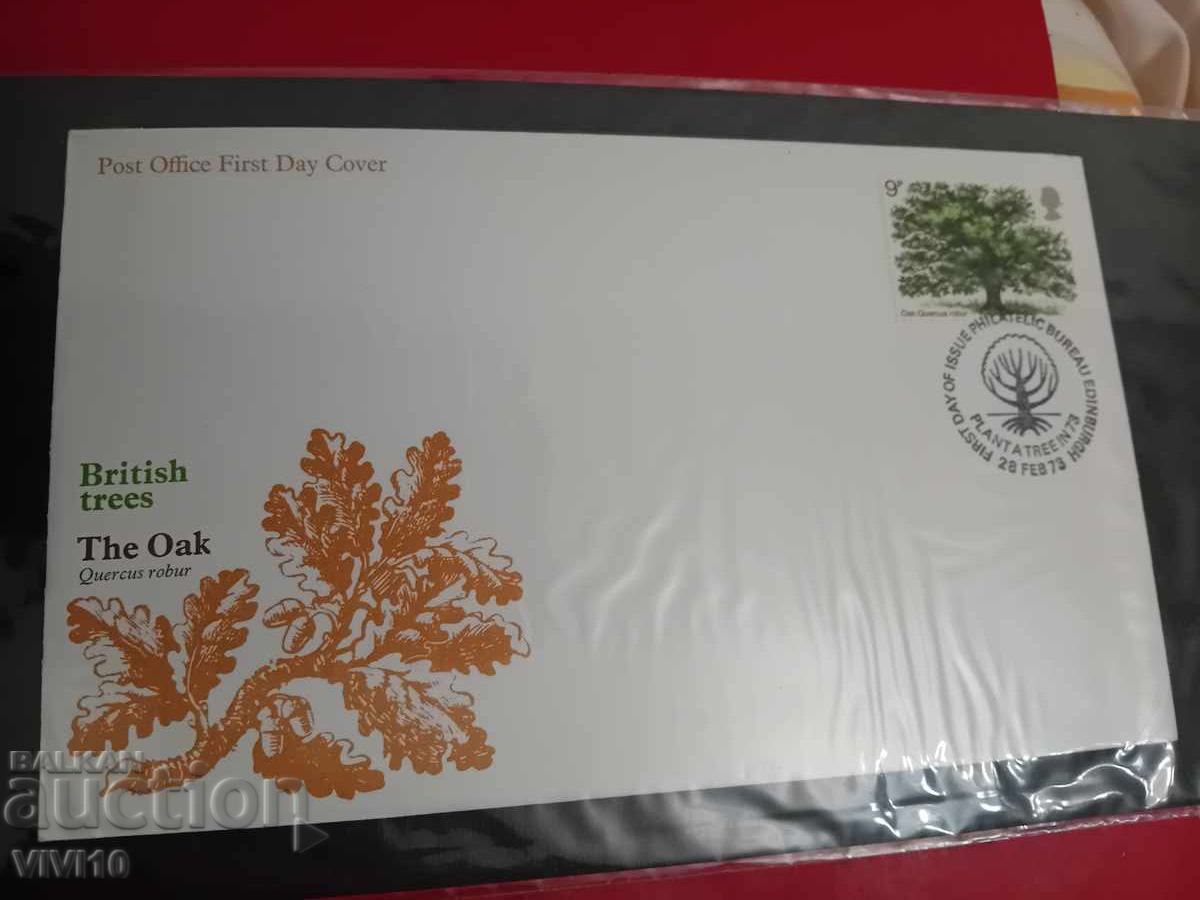 Post Office First Day Cover
9P
Oak Quercus robur
FIRST DAY OF ISSUE PHILATELIC BUREAU EDINBURGH
PLANT A TREE IN 73
28 FEB 73
British
trees
The Oak
Quercus robur
BALKAN
auction
VIVI10